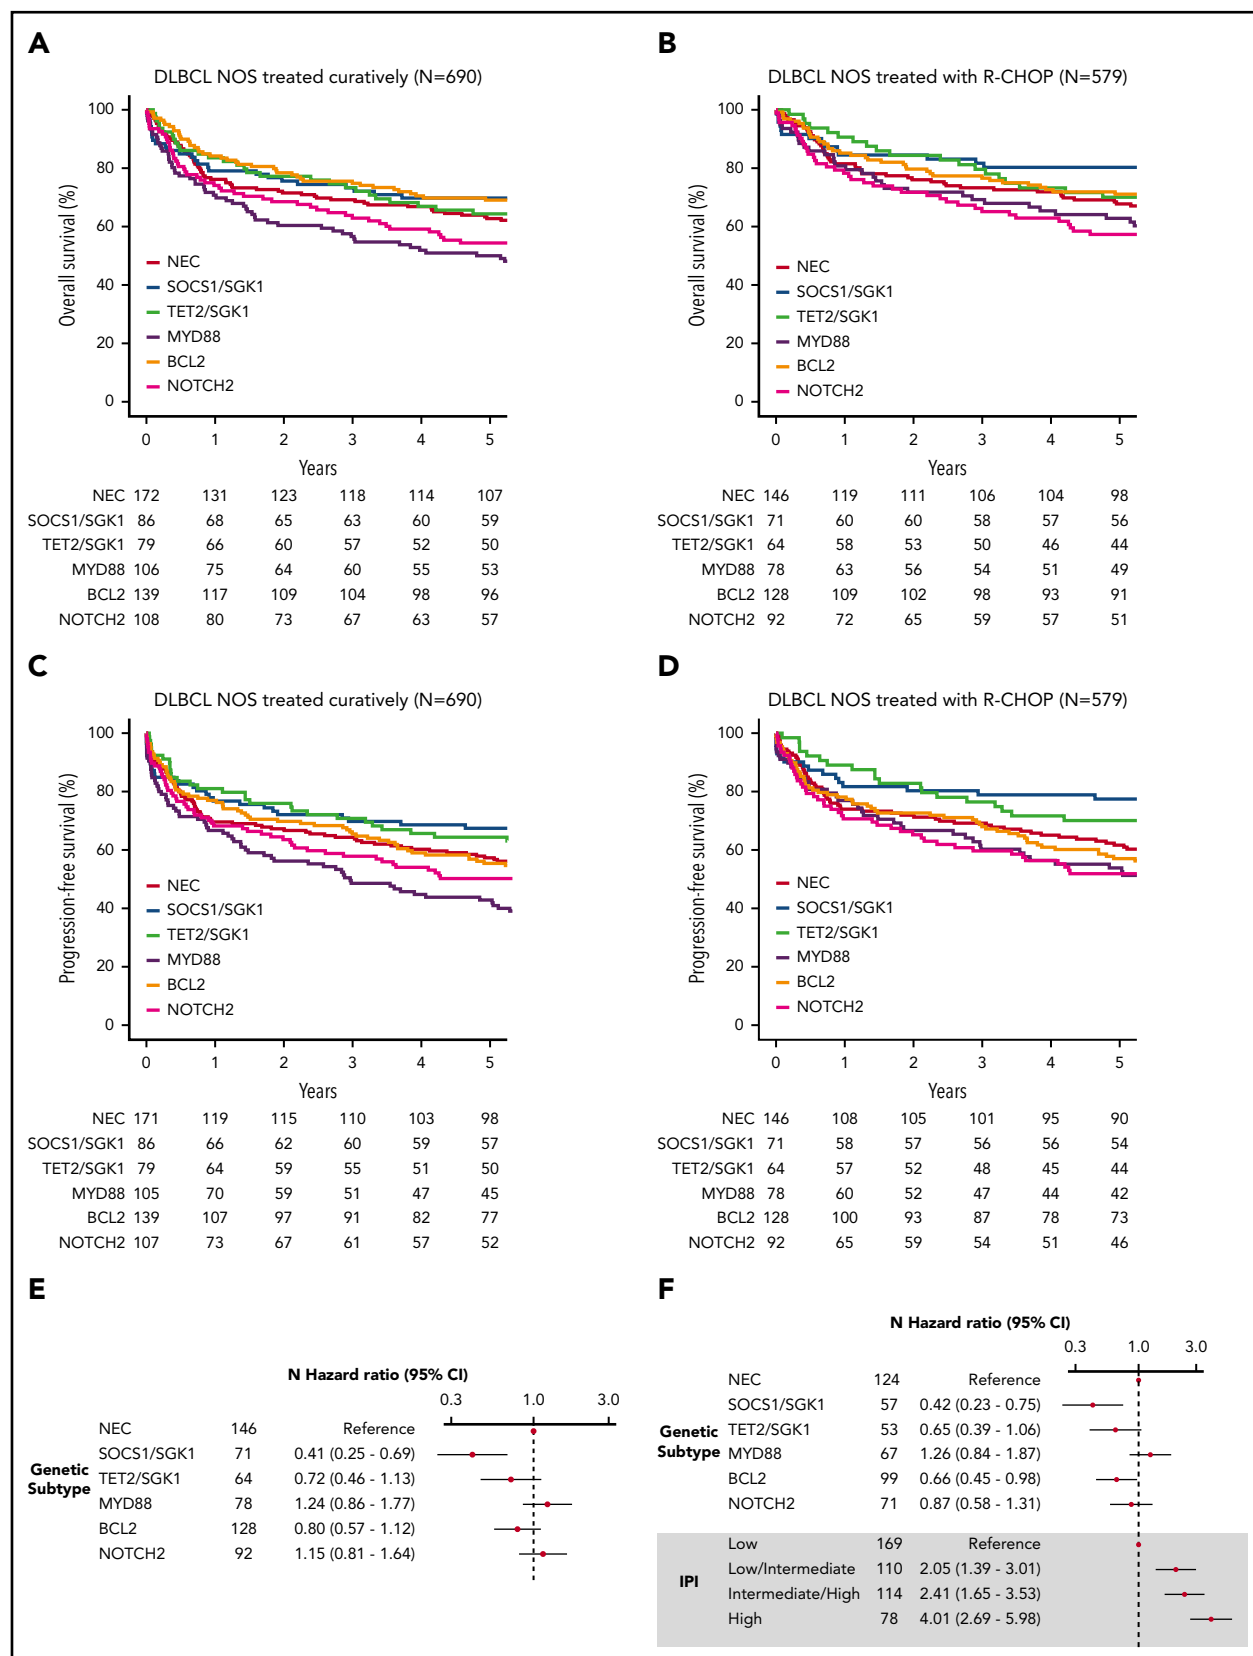 A
DLBCL NOS treated curatively (N=690)
Overall survival (%)
100
80
60
40
20
0
NEC
SOCS1/SGK1
TET2/SGK1
MYD88
BCL2
NOTCH2
0 1 2 3 4 5
Years
NEC 172 131 123 118 114 107
SOCS1/SGK1 86 68 65 63 60 59
TET2/SGK1 79 66 60 57 52 50
MYD88 106 75 64 60 55 53
BCL2 139 117 109 104 98 96
NOTCH2 108 80 73 67 63 57
B
DLBCL NOS treated with R-CHOP (N=579)
Overall survival (%)
100
80
60
40
20
0
NEC
SOCS1/SGK1
TET2/SGK1
MYD88
BCL2
NOTCH2
0 1 2 3 4 5
Years
NEC 146 119 111 106 104 98
SOCS1/SGK1 71 60 60 58 57 56
TET2/SGK1 64 58 53 50 46 44
MYD88 78 63 56 54 51 49
BCL2 128 109 102 98 93 91
NOTCH2 92 72 65 59 57 51
C
DLBCL NOS treated curatively (N=690)
Progression-free survival (%)
100
80
60
40
20
0
NEC
SOCS1/SGK1
TET2/SGK1
MYD88
BCL2
NOTCH2
0 1 2 3 4 5
Years
NEC 171 119 115 110 103 98
SOCS1/SGK1 86 66 62 60 59 57
TET2/SGK1 79 64 59 55 51 50
MYD88 105 70 59 51 47 45
BCL2 139 107 97 91 82 77
NOTCH2 107 73 67 61 57 52
D
DLBCL NOS treated with R-CHOP (N=579)
Progression-free survival (%)
100
80
60
40
20
0
NEC
SOCS1/SGK1
TET2/SGK1
MYD88
BCL2
NOTCH2
0 1 2 3 4 5
Years
NEC 146 108 105 101 95 90
SOCS1/SGK1 71 58 57 56 56 54
TET2/SGK1 64 57 52 48 45 44
MYD88 78 60 52 47 44 42
BCL2 128 100 93 87 78 73
NOTCH2 92 65 59 54 51 46
E
N Hazard ratio (95% CI)
0.3 1.0 3.0
Genetic
Subtype
NEC 146 Reference
SOCS1/SGK1 71 0.41 (0.25 - 0.69)
TET2/SGK1 64 0.72 (0.46 - 1.13)
MYD88 78 1.24 (0.86 - 1.77)
BCL2 128 0.80 (0.57 - 1.12)
NOTCH2 92 1.15 (0.81 - 1.64)
F
N Hazard ratio (95% CI)
0.3 1.0 3.0
Genetic
Subtype
NEC 124 Reference
SOCS1/SGK1 57 0.42 (0.23 - 0.75)
TET2/SGK1 53 0.65 (0.39 - 1.06)
MYD88 67 1.26 (0.84 - 1.87)
BCL2 99 0.66 (0.45 - 0.98)
NOTCH2 71 0.87 (0.58 - 1.31)
IPI
Low 169 Reference
Low/Intermediate 110 2.05 (1.39 - 3.01)
Intermediate/High 114 2.41 (1.65 - 3.53)
High 78 4.01 (2.69 - 5.98)